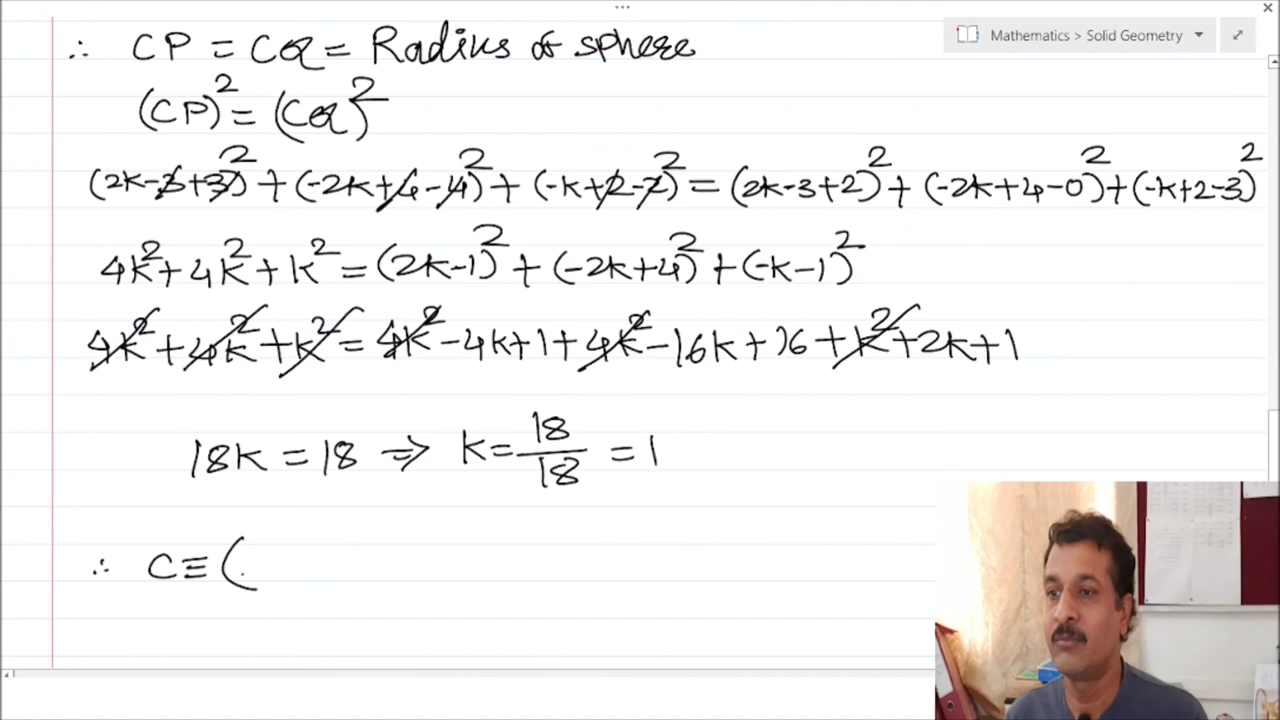 Mathematics > Solid Geometry
∴ CP = CQ = Radius of sphere
(CP)² = (CQ)²
(2k-3+3)² + (-2k+4-4)² + (-k+2-2)² = (2k-3+2)² + (-2k+4-0)² + (-k+2-3)²
4k² + 4k² + k² = (2k-1)² + (-2k+4)² + (-k-1)²
4k² + 4k² + k² = 4k² - 4k + 1 + 4k² - 16k + 16 + k² + 2k + 1
18k = 18 ⇒ k = 18/18 = 1
∴ C ≡ (